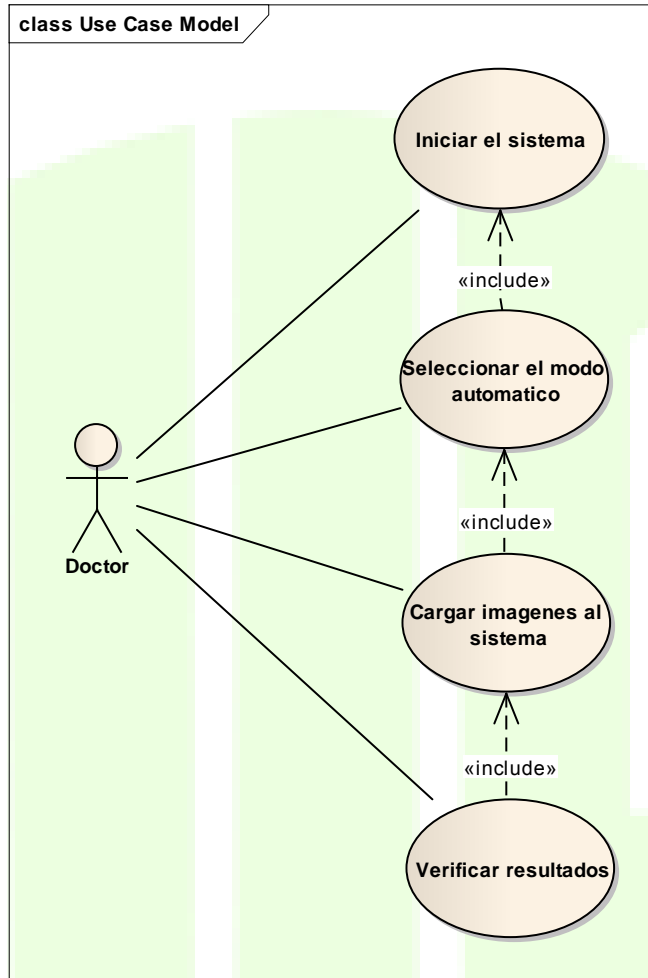 class Use Case Model
Iniciar el sistema
«include»
Seleccionar el modo
automatico
«include»
Doctor
Cargar imagenes al
sistema
«include»
Verificar resultados